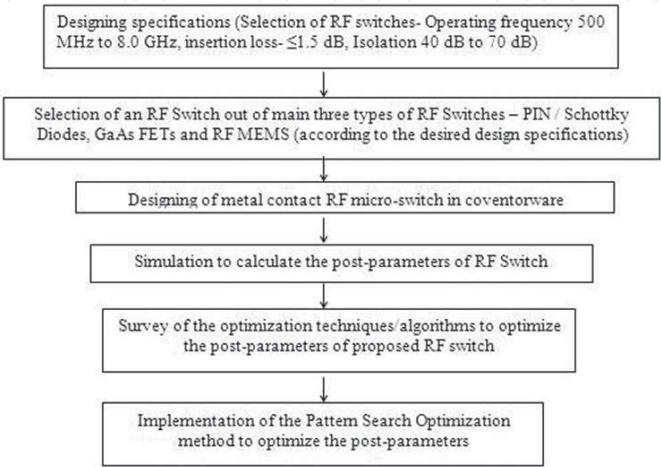 Designing specifications (Selection of RF switches- Operating frequency 500
MHz to 8.0 GHz, insertion loss- ≤1.5 dB, Isolation 40 dB to 70 dB)
Selection of an RF Switch out of main three types of RF Switches – PIN / Schottky
Diodes, GaAs FETs and RF MEMS (according to the desired design specifications)
Designing of metal contact RF micro-switch in coventorware
Simulation to calculate the post-parameters of RF Switch
Survey of the optimization techniques/algorithms to optimize
the post-parameters of proposed RF switch
Implementation of the Pattern Search Optimization
method to optimize the post-parameters